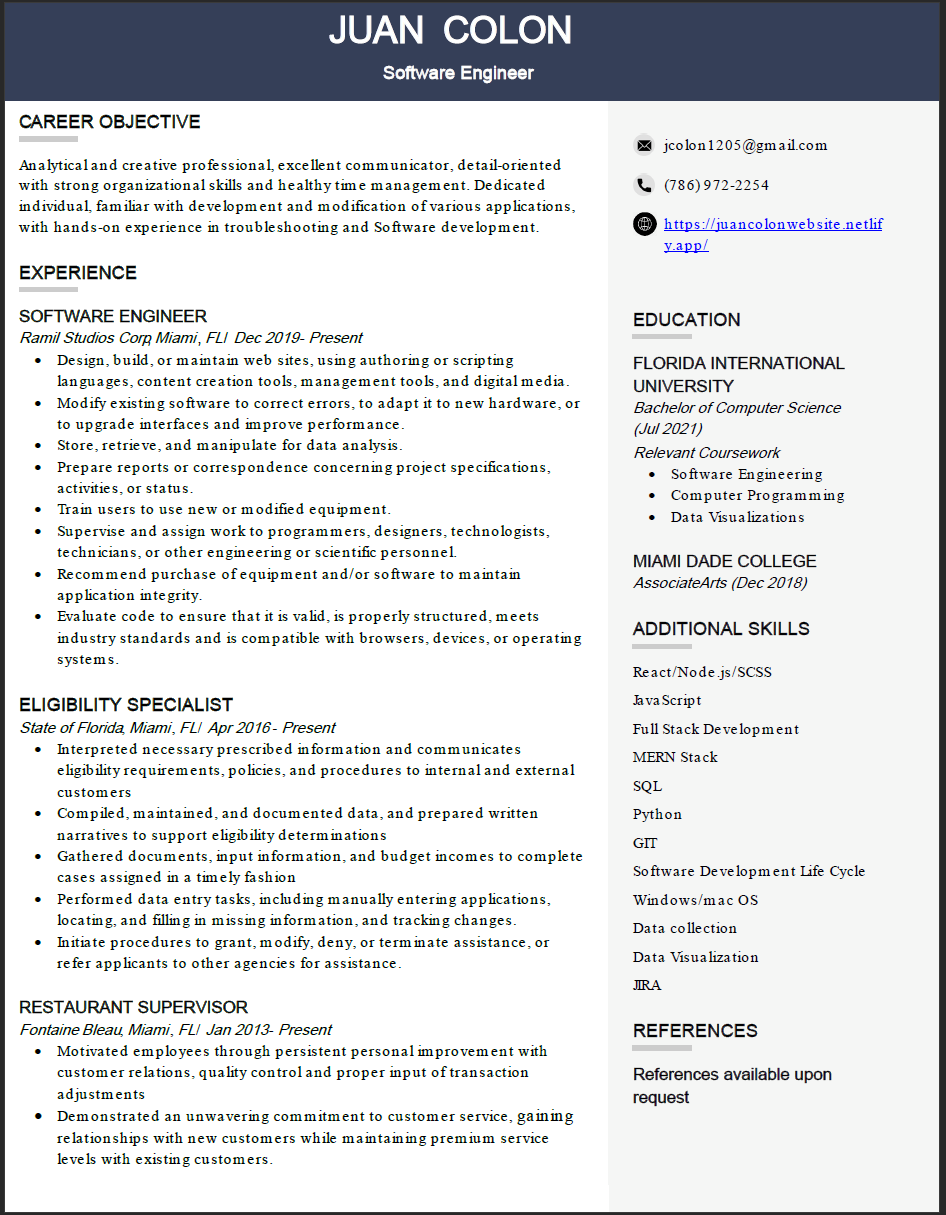 JUAN COLON
Software Engineer
CAREER OBJECTIVE
Analytical and creative professional, excellent communicator, detail-oriented
with strong organizational skills and healthy time management. Dedicated
individual, familiar with development and modification of various applications,
with hands-on experience in troubleshooting and Software development.
EXPERIENCE
SOFTWARE ENGINEER
Ramil Studios Corp, Miami, FL/ Dec 2019- Present
• Design, build, or maintain web sites, using authoring or scripting
languages, content creation tools, management tools, and digital media.
• Modify existing software to correct errors, to adapt it to new hardware, or
to upgrade interfaces and improve performance.
• Store, retrieve, and manipulate for data analysis.
• Prepare reports or correspondence concerning project specifications,
activities, or status.
• Train users to use new or modified equipment.
• Supervise and assign work to programmers, designers, technologists,
technicians, or other engineering or scientific personnel.
• Recommend purchase of equipment and/or software to maintain
application integrity.
• Evaluate code to ensure that it is valid, is properly structured, meets
industry standards and is compatible with browsers, devices, or operating
systems.
ELIGIBILITY SPECIALIST
State of Florida, Miami, FL/ Apr 2016- Present
• Interpreted necessary prescribed information and communicates
eligibility requirements, policies, and procedures to internal and external
customers
• Compiled, maintained, and documented data, and prepared written
narratives to support eligibility determinations
• Gathered documents, input information, and budget incomes to complete
cases assigned in a timely fashion
• Performed data entry tasks, including manually entering applications,
locating, and filling in missing information, and tracking changes.
• Initiate procedures to grant, modify, deny, or terminate assistance, or
refer applicants to other agencies for assistance.
RESTAURANT SUPERVISOR
Fontaine Bleau, Miami, FL/ Jan 2013- Present
• Motivated employees through persistent personal improvement with
customer relations, quality control and proper input of transaction
adjustments
• Demonstrated an unwavering commitment to customer service, gaining
relationships with new customers while maintaining premium service
levels with existing customers.
jcolon1205@gmail.com
(786) 972-2254
https://juancolonwebsite.netlif
y.app/
EDUCATION
FLORIDA INTERNATIONAL
UNIVERSITY
Bachelor of Computer Science
(Jul 2021)
Relevant Coursework
• Software Engineering
• Computer Programming
• Data Visualizations
MIAMI DADE COLLEGE
AssociateArts (Dec 2018)
ADDITIONAL SKILLS
React/Node.js/SCSS
JavaScript
Full Stack Development
MERN Stack
SQL
Python
GIT
Software Development Life Cycle
Windows/mac OS
Data collection
Data Visualization
JIRA
REFERENCES
References available upon
request